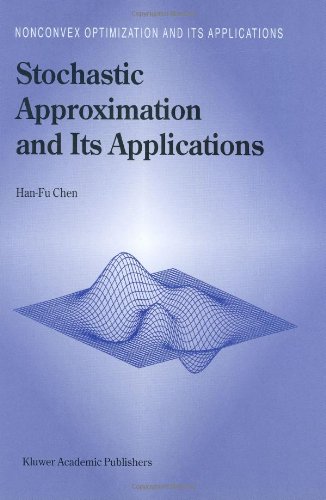 NONCONVEX OPTIMIZATION AND ITS APPLICATIONS
Stochastic
Approximation
and Its Applications
Han-Fu Chen
Kluwer Academic Publishers